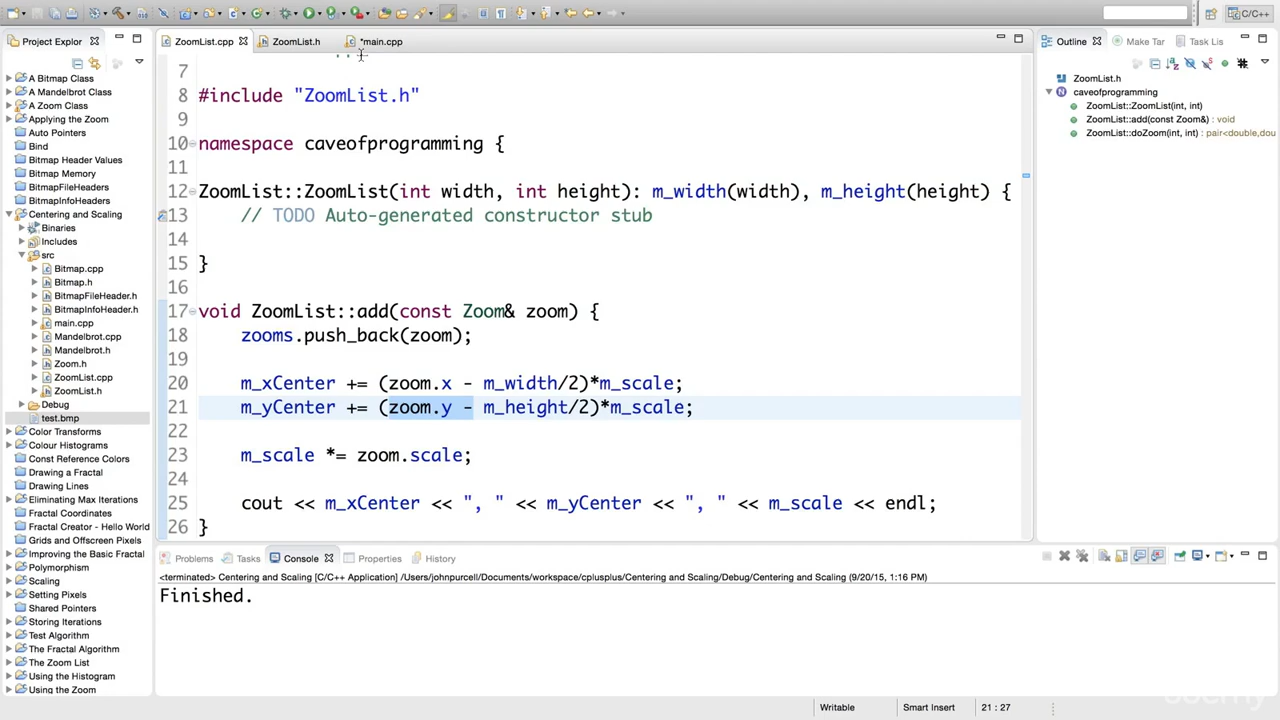 C/C++
Project Explor
ZoomList.cpp
ZoomList.h
*main.cpp
Outline
Make Tar
Task Lis
A Bitmap Class
A Mandelbrot Class
A Zoom Class
Applying the Zoom
Auto Pointers
Bind
Bitmap Header Values
Bitmap Memory
BitmapFileHeaders
BitmapInfoHeaders
Centering and Scaling
Binaries
Includes
src
Bitmap.cpp
Bitmap.h
BitmapFileHeader.h
BitmapInfoHeader.h
main.cpp
Mandelbrot.cpp
Mandelbrot.h
Zoom.h
ZoomList.cpp
ZoomList.h
Debug
test.bmp
Color Transforms
Colour Histograms
Const Reference Colors
Drawing a Fractal
Drawing Lines
Eliminating Max Iterations
Fractal Coordinates
Fractal Creator - Hello World
Grids and Offscreen Pixels
Improving the Basic Fractal
Polymorphism
Scaling
Setting Pixels
Shared Pointers
Storing Iterations
Test Algorithm
The Fractal Algorithm
The Zoom List
Using the Histogram
Using the Zoom
7
8 #include "ZoomList.h"
9
10 namespace caveofprogramming {
11
12 ZoomList::ZoomList(int width, int height): m_width(width), m_height(height) {
13 // TODO Auto-generated constructor stub
14
15 }
16
17 void ZoomList::add(const Zoom& zoom) {
18 zooms.push_back(zoom);
19
20 m_xCenter += (zoom.x - m_width/2)*m_scale;
21 m_yCenter += (zoom.y - m_height/2)*m_scale;
22
23 m_scale *= zoom.scale;
24
25 cout << m_xCenter << ", " << m_yCenter << ", " << m_scale << endl;
26 }
ZoomList.h
caveofprogramming
ZoomList::ZoomList(int, int)
ZoomList::add(const Zoom&) : void
ZoomList::doZoom(int, int) : pair<double,dou
Problems
Tasks
Console
Properties
History
<terminated> Centering and Scaling [C/C++ Application] /Users/johnpurcell/Documents/workspace/cplusplus/Centering and Scaling/Debug/Centering and Scaling (9/20/15, 1:16 PM)
Finished.
Writable
Smart Insert
21 : 27